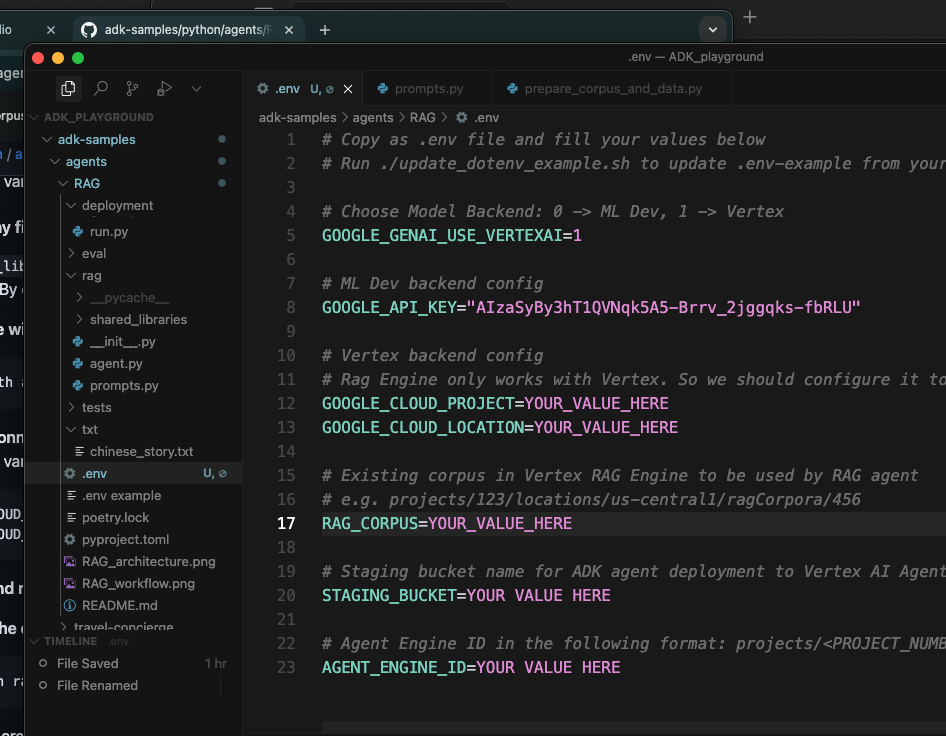 lio
adk-samples/python/agents/R
.env — ADK_playground
.env U,
prompts.py
prepare_corpus_and_data.py
adk-samples > agents > RAG > .env
ADK_PLAYGROUND
adk-samples
agents
RAG
deployment
run.py
eval
rag
__pycache__
shared_libraries
__init__.py
agent.py
prompts.py
tests
txt
chinese_story.txt
.env U,
.env example
poetry.lock
pyproject.toml
RAG_architecture.png
RAG_workflow.png
README.md
travel-concierge
TIMELINE .env
File Saved 1 hr
File Renamed
1 # Copy as .env file and fill your values below
2 # Run ./update_dotenv_example.sh to update .env-example from your
3
4 # Choose Model Backend: 0 -> ML Dev, 1 -> Vertex
5 GOOGLE_GENAI_USE_VERTEXAI=1
6
7 # ML Dev backend config
8 GOOGLE_API_KEY="AIzaSyBy3hT1QVNqk5A5-Brrv_2jggqks-fbRLU"
9
10 # Vertex backend config
11 # Rag Engine only works with Vertex. So we should configure it to
12 GOOGLE_CLOUD_PROJECT=YOUR_VALUE_HERE
13 GOOGLE_CLOUD_LOCATION=YOUR_VALUE_HERE
14
15 # Existing corpus in Vertex RAG Engine to be used by RAG agent
16 # e.g. projects/123/locations/us-central1/ragCorpora/456
17 RAG_CORPUS=YOUR_VALUE_HERE
18
19 # Staging bucket name for ADK agent deployment to Vertex AI Agent
20 STAGING_BUCKET=YOUR VALUE HERE
21
22 # Agent Engine ID in the following format: projects/<PROJECT_NUMB
23 AGENT_ENGINE_ID=YOUR VALUE HERE